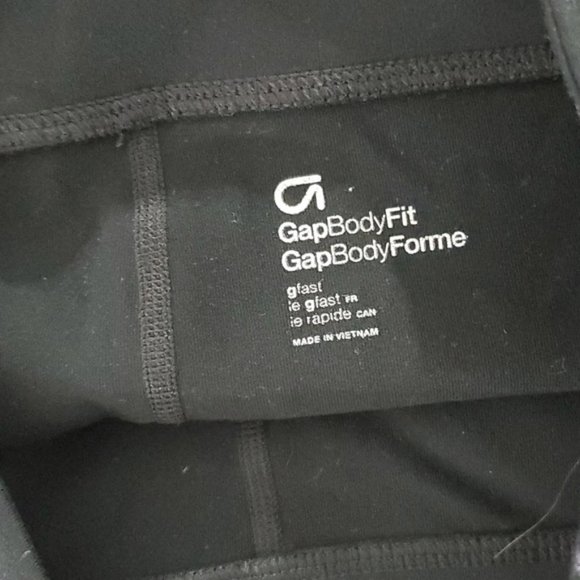 GapBodyFit
GapBodyForme
gfast
le gfast FR
le rapide CAN
MADE IN VIETNAM